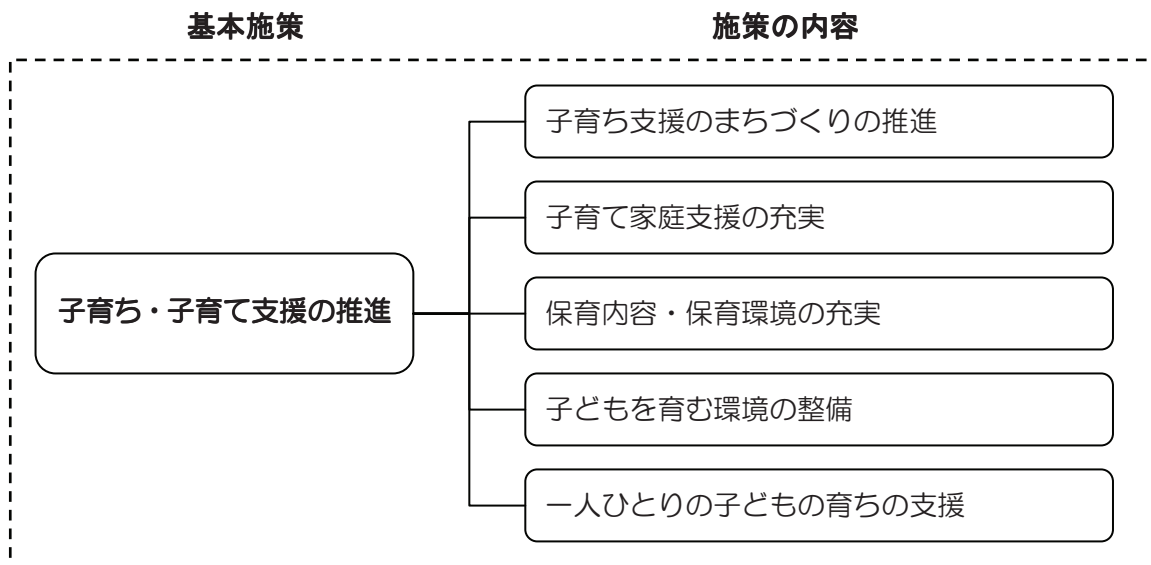 基本施策
施策の内容
子育ち・子育て支援の推進
子育ち支援のまちづくりの推進
子育て家庭支援の充実
保育内容・保育環境の充実
子どもを育む環境の整備
一人ひとりの子どもの育ちの支援